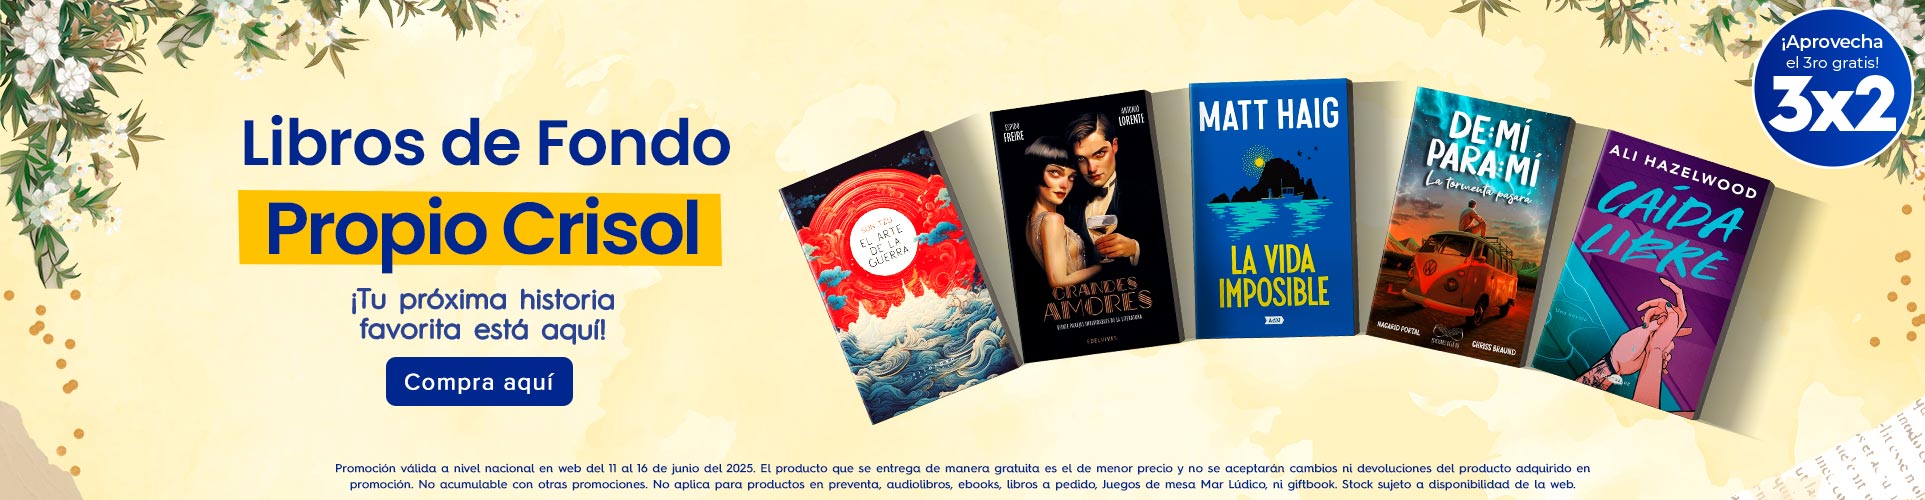 Libros de Fondo
Propio Crisol
¡Tu próxima historia
favorita está aquí!
Compra aquí
SUN TZU
EL ARTE
DE LA
GUERRA
ESPIDO
FREIRE
ANTONIO
LORENTE
GRANDES
AMORES
EDELVIVES
MATT HAIG
LA VIDA
IMPOSIBLE
AdN
DE:MÍ
PARA:MÍ
La tormenta pasará
NACARID PORTAL
CHRISS BRAUND
ALI HAZELWOOD
CAÍDA
LIBRE
¡Aprovecha
el 3ro gratis!
3x2
Promoción válida a nivel nacional en web del 11 al 16 de junio del 2025. El producto que se entrega de manera gratuita es el de menor precio y no se aceptarán cambios ni devoluciones del producto adquirido en
promoción. No acumulable con otras promociones. No aplica para productos en preventa, audiolibros, ebooks, libros a pedido, Juegos de mesa Mar Lúdico, ni giftbook. Stock sujeto a disponibilidad de la web.